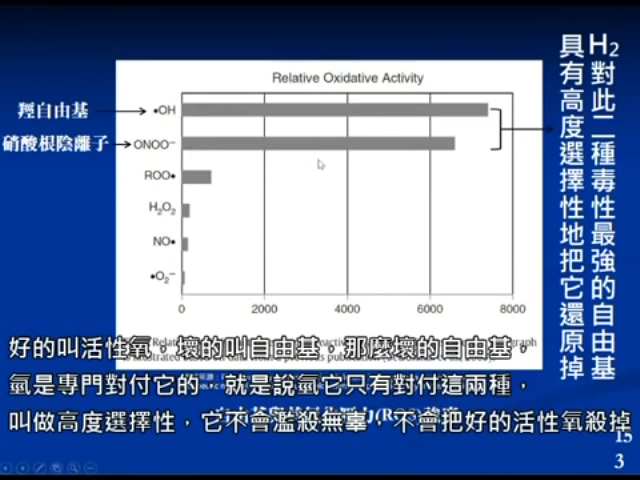 Relative Oxidative Activity
羥自由基
•OH
硝酸根陰離子
ONOO⁻
ROO•
H₂O₂
NO•
•O₂⁻
0
2000
4000
6000
8000
H₂對此二種毒性最強的自由基
具有高度選擇性地把它還原掉
好的叫活性氧，壞的叫自由基，那麼壞的自由基，
氫是專門對付它的，就是說氫它只有對付這兩種，
叫做高度選擇性，它不會濫殺無辜，不會把好的活性氧殺掉
15
3